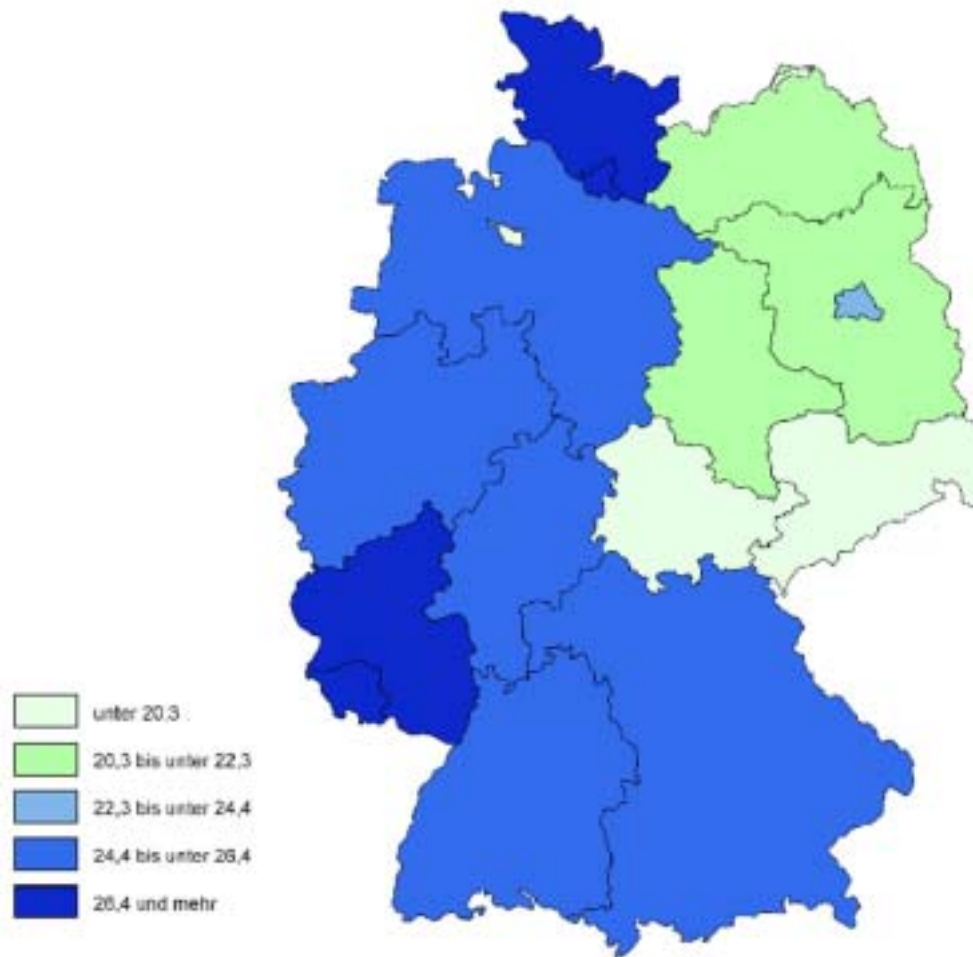 unter 20,3
20,3 bis unter 22,3
22,3 bis unter 24,4
24,4 bis unter 26,4
26,4 und mehr